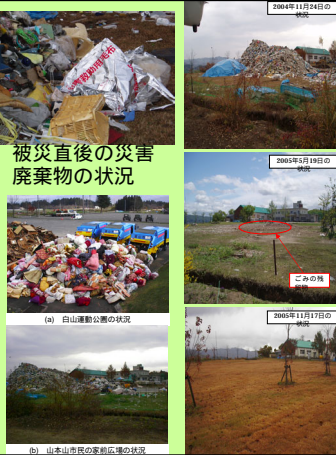 被災直後の災害
廃棄物の状況
(a) 白山運動公園の状況
(b) 山本山市民の家前広場の状況
2004年11月24日の
状況
2005年5月19日の
状況
ごみの残
2005年11月17日の
状況